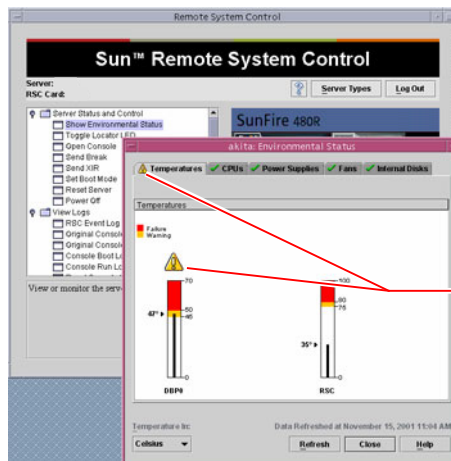 Remote System Control
Sun™ Remote System Control
Server:
RSC Card:
Server Types
Log Out
Server Status and Control
Show Environmental Status
Toggle Locator LED
Open Console
Send Break
Send XIR
Set Boot Mode
Reset Server
Power Off
View Logs
RSC Event Log
Original Console
Original Console
Console Boot L
Console Run Lo
View or monitor the serve
SunFire 480R
akita: Environmental Status
Temperatures
CPUs
Power Supplies
Fans
Internal Disks
Temperatures
Failure
Warning
70
50
45
47°
0
DBP0
100
80
75
35°
0
RSC
Temperature In:
Celsius
Data Refreshed at November 15, 2001 11:04 AM
Refresh
Close
Help